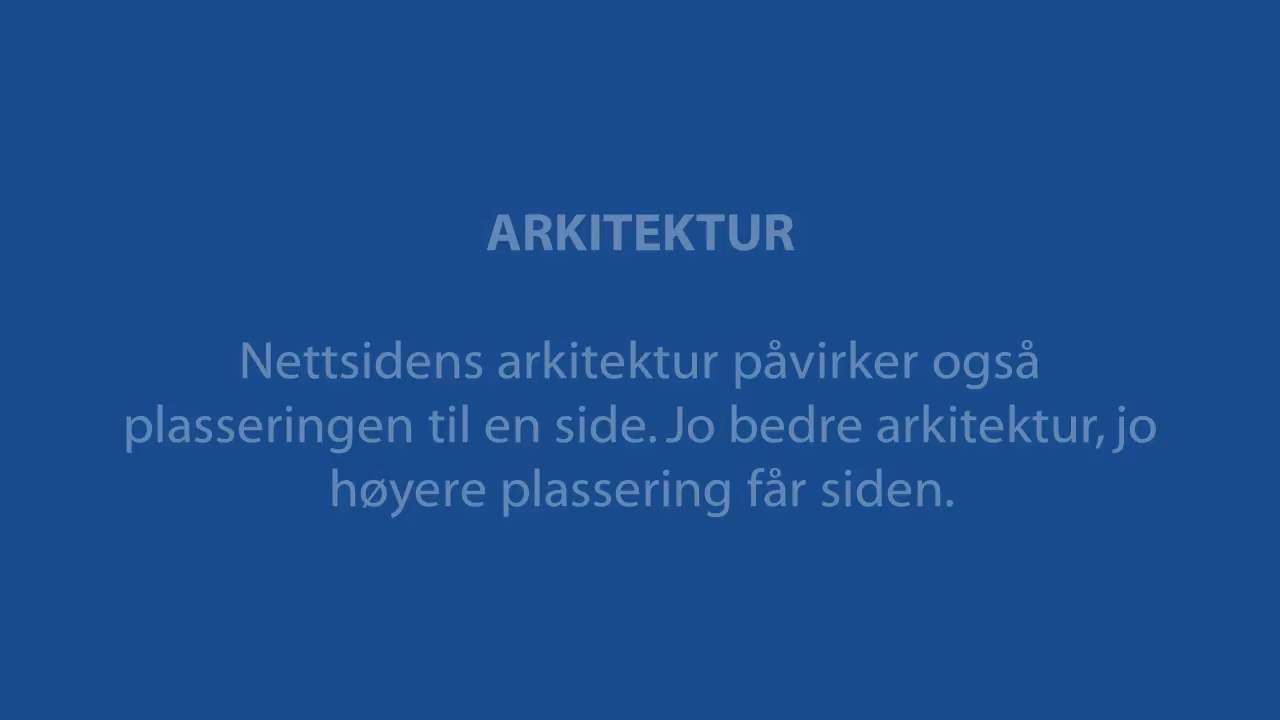 ARKITEKTUR
Nettsidens arkitektur påvirker også
plasseringen til en side. Jo bedre arkitektur, jo
høyere plassering får siden.